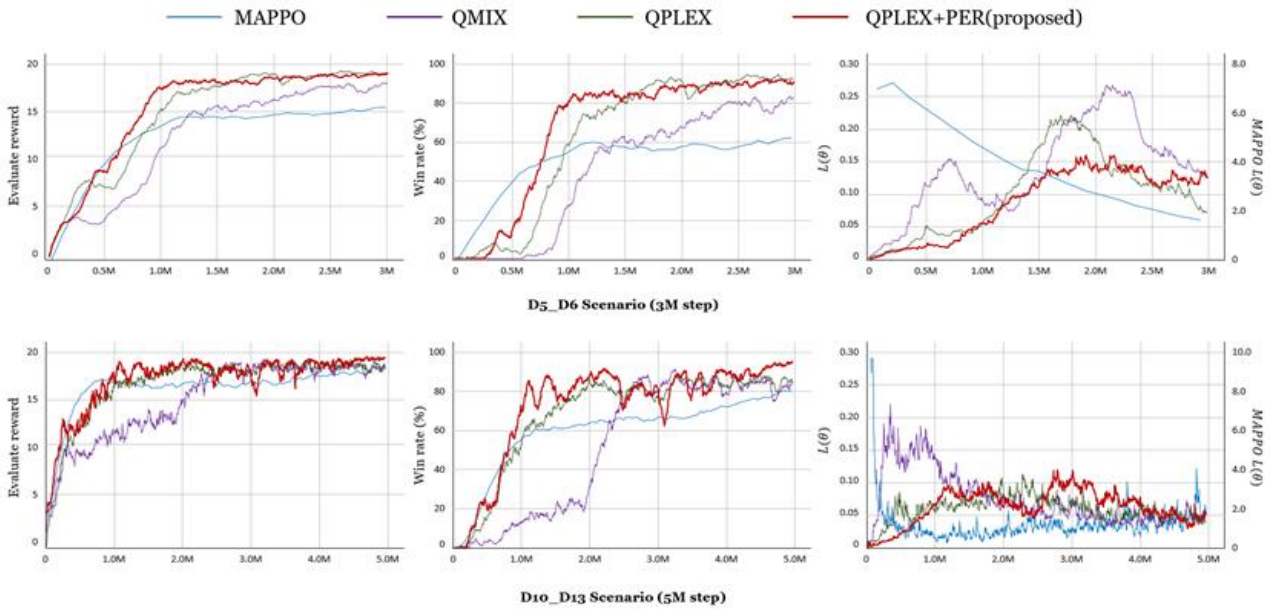 MAPPO QMIX QPLEX QPLEX+PER(proposed)
Evaluate reward
20
15
10
5
0
0 0.5M 1.0M 1.5M 2.0M 2.5M 3M
Win rate (%)
100
80
60
40
20
0
0 0.5M 1.0M 1.5M 2.0M 2.5M 3M
L(θ)
0.30
0.25
0.20
0.15
0.10
0.05
0
0 0.5M 1.0M 1.5M 2.0M 2.5M 3M
8.0
6.0
4.0
2.0
0
MAPPO L(θ)
D5_D6 Scenario (3M step)
Evaluate reward
20
15
10
5
0
0 1.0M 2.0M 3.0M 4.0M 5.0M
Win rate (%)
100
80
60
40
20
0
0 1.0M 2.0M 3.0M 4.0M 5.0M
L(θ)
0.30
0.25
0.20
0.15
0.10
0.05
0
0 1.0M 2.0M 3.0M 4.0M 5.0M
10.0
8.0
6.0
4.0
2.0
0
MAPPO L(θ)
D10_D13 Scenario (5M step)